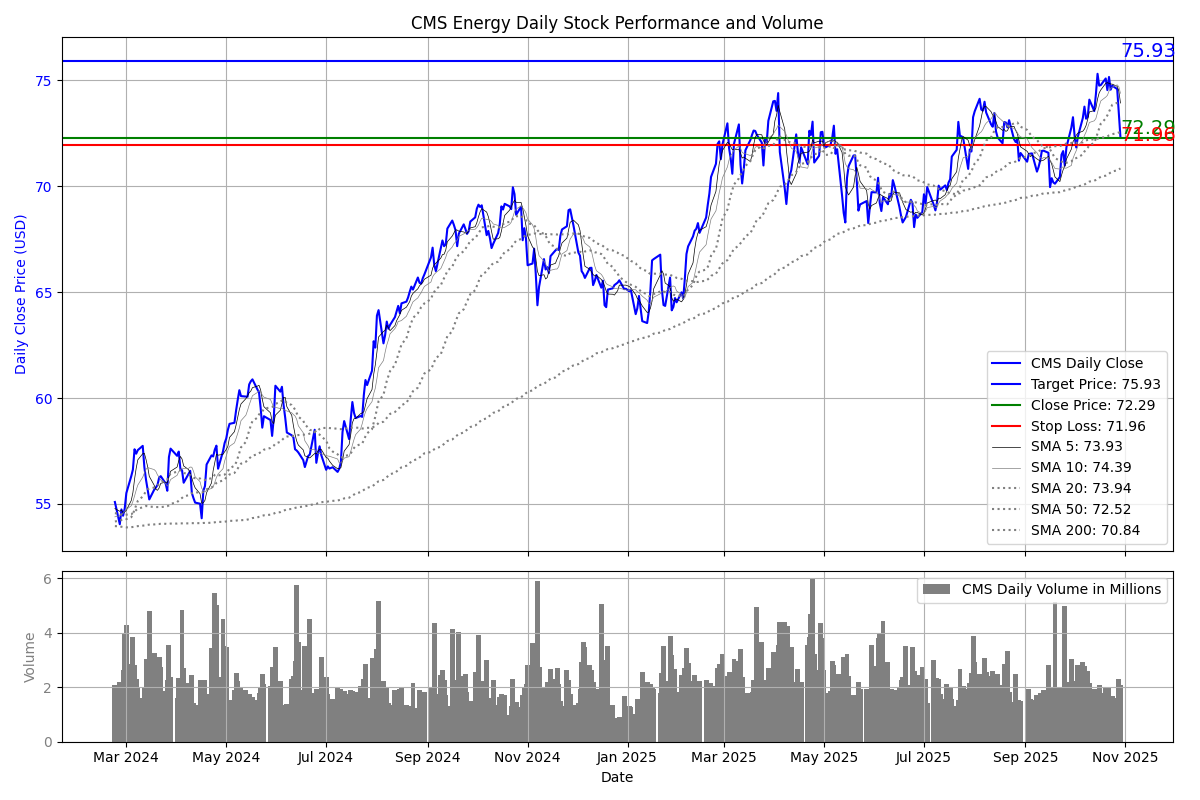 CMS Energy Daily Stock Performance and Volume
75.93
72.29
71.96
75
70
65
60
55
Daily Close Price (USD)
CMS Daily Close
Target Price: 75.93
Close Price: 72.29
Stop Loss: 71.96
SMA 5: 73.93
SMA 10: 74.39
SMA 20: 73.94
SMA 50: 72.52
SMA 200: 70.84
6
4
2
0
Volume
CMS Daily Volume in Millions
Mar 2024 May 2024 Jul 2024 Sep 2024 Nov 2024 Jan 2025 Mar 2025 May 2025 Jul 2025 Sep 2025 Nov 2025
Date